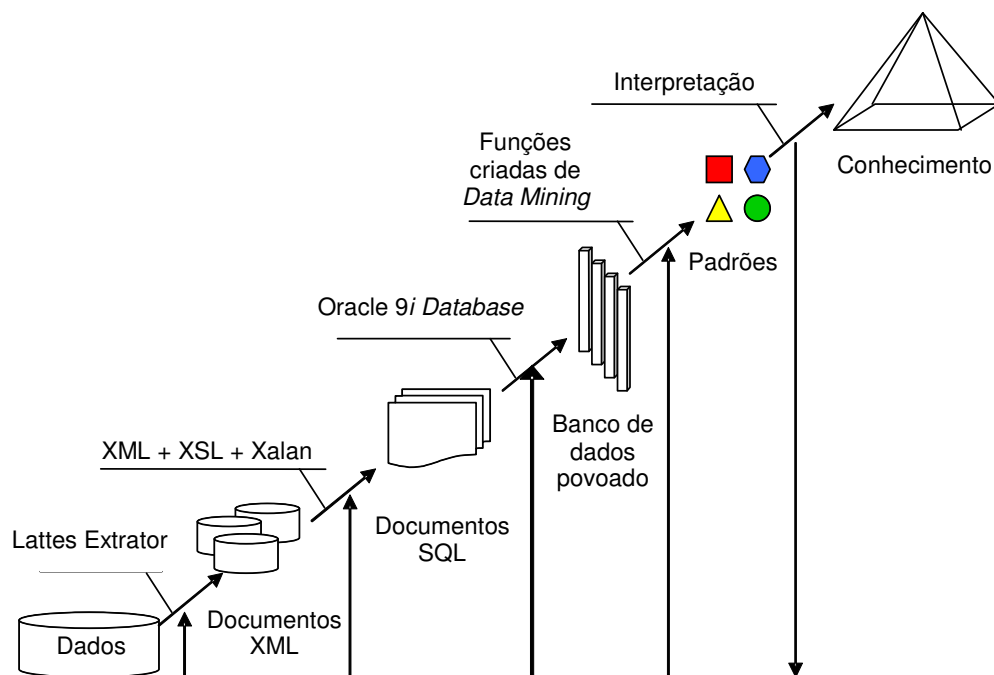 Interpretação
Conhecimento
Funções
criadas de
Data Mining
Padrões
Oracle 9i Database
Banco de
dados
povoado
XML + XSL + Xalan
Documentos
SQL
Lattes Extrator
Documentos
XML
Dados